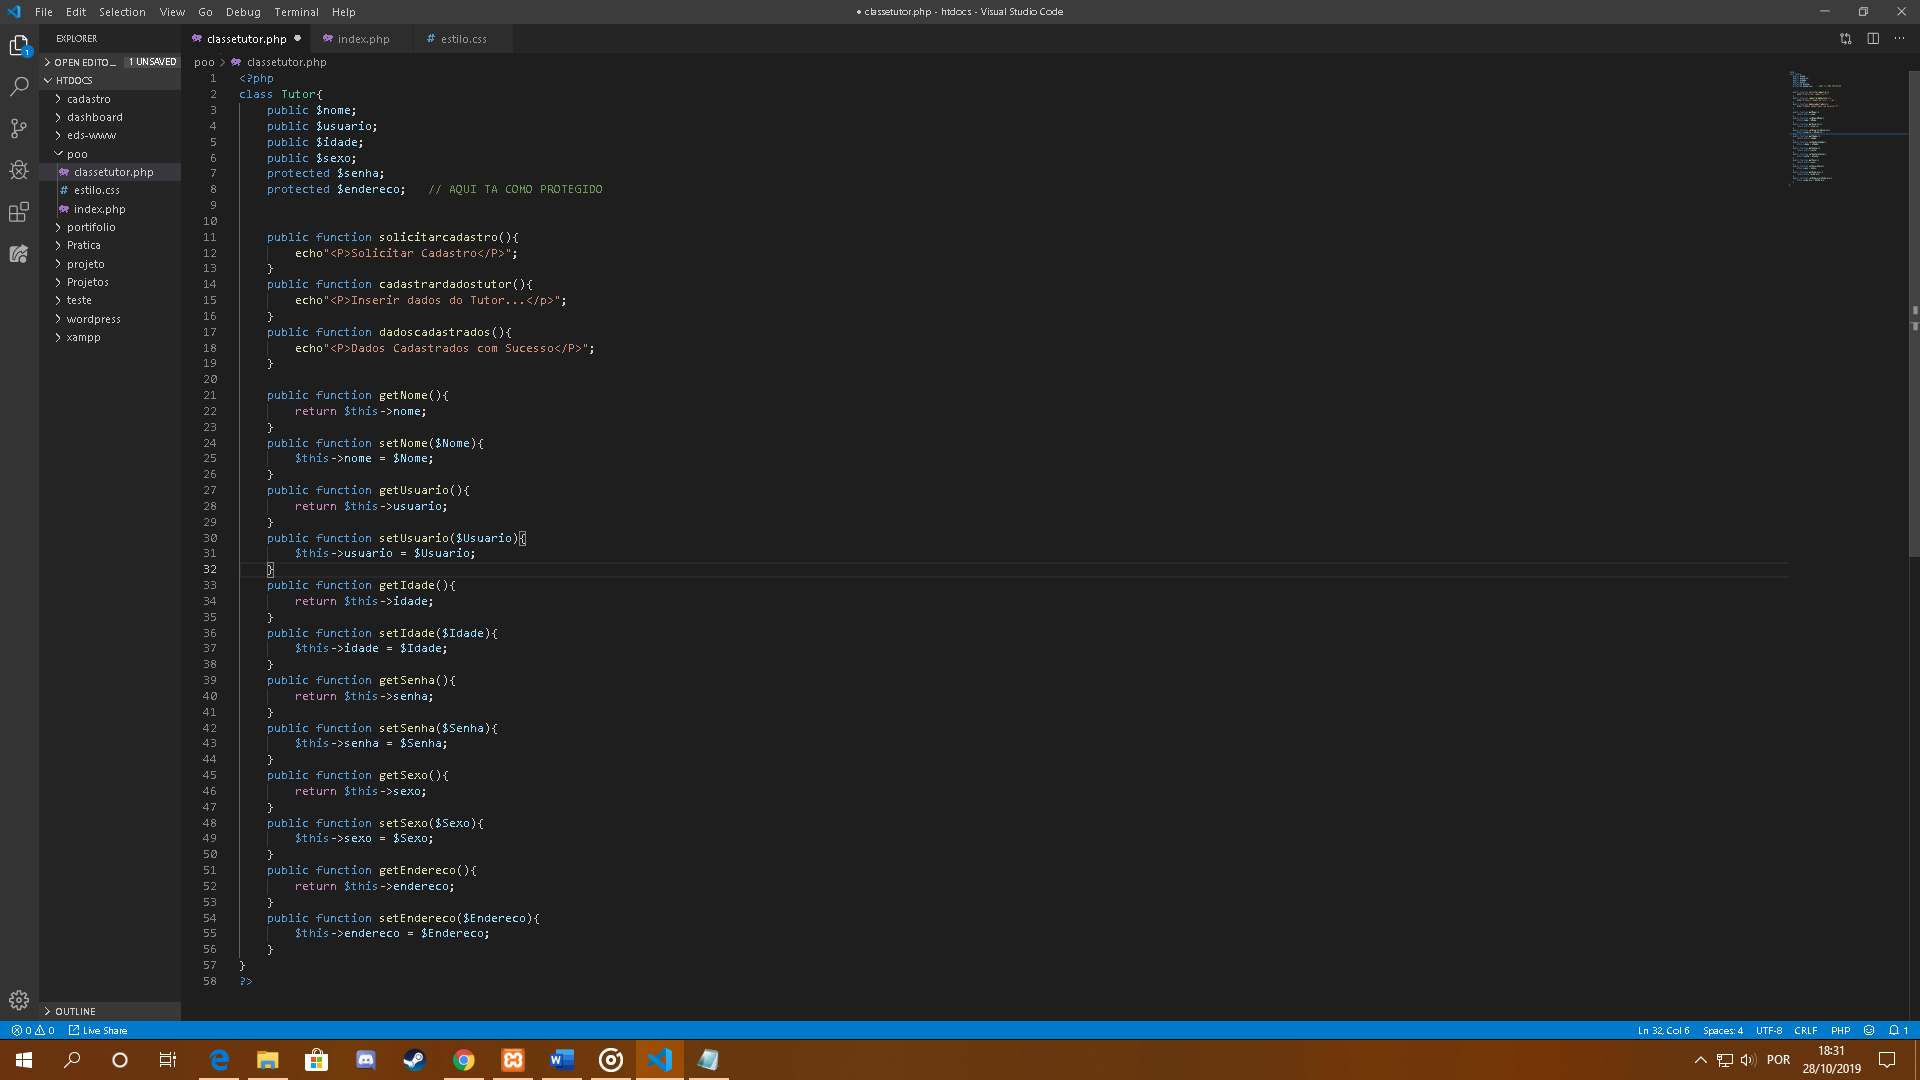 File Edit Selection View Go Debug Terminal Help
● classetutor.php - htdocs - Visual Studio Code
EXPLORER
OPEN EDITO... 1 UNSAVED
HTDOCS
cadastro
dashboard
eds-www
poo
classetutor.php
# estilo.css
index.php
portifolio
Pratica
projeto
Projetos
teste
wordpress
xampp
OUTLINE
1
classetutor.php ● index.php # estilo.css
poo > classetutor.php
1 <?php
2 class Tutor{
3 public $nome;
4 public $usuario;
5 public $idade;
6 public $sexo;
7 protected $senha;
8 protected $endereco; // AQUI TA COMO PROTEGIDO
9
10
11 public function solicitarcadastro(){
12 echo"<P>Solicitar Cadastro</P>";
13 }
14 public function cadastrardadostutor(){
15 echo"<P>Inserir dados do Tutor...</p>";
16 }
17 public function dadoscadastrados(){
18 echo"<P>Dados Cadastrados com Sucesso</P>";
19 }
20
21 public function getNome(){
22 return $this->nome;
23 }
24 public function setNome($Nome){
25 $this->nome = $Nome;
26 }
27 public function getUsuario(){
28 return $this->usuario;
29 }
30 public function setUsuario($Usuario){
31 $this->usuario = $Usuario;
32 }
33 public function getIdade(){
34 return $this->idade;
35 }
36 public function setIdade($Idade){
37 $this->idade = $Idade;
38 }
39 public function getSenha(){
40 return $this->senha;
41 }
42 public function setSenha($Senha){
43 $this->senha = $Senha;
44 }
45 public function getSexo(){
46 return $this->sexo;
47 }
48 public function setSexo($Sexo){
49 $this->sexo = $Sexo;
50 }
51 public function getEndereco(){
52 return $this->endereco;
53 }
54 public function setEndereco($Endereco){
55 $this->endereco = $Endereco;
56 }
57 }
58 ?>
0 0 Live Share
Ln 32, Col 6 Spaces: 4 UTF-8 CRLF PHP 1
POR
18:31
28/10/2019